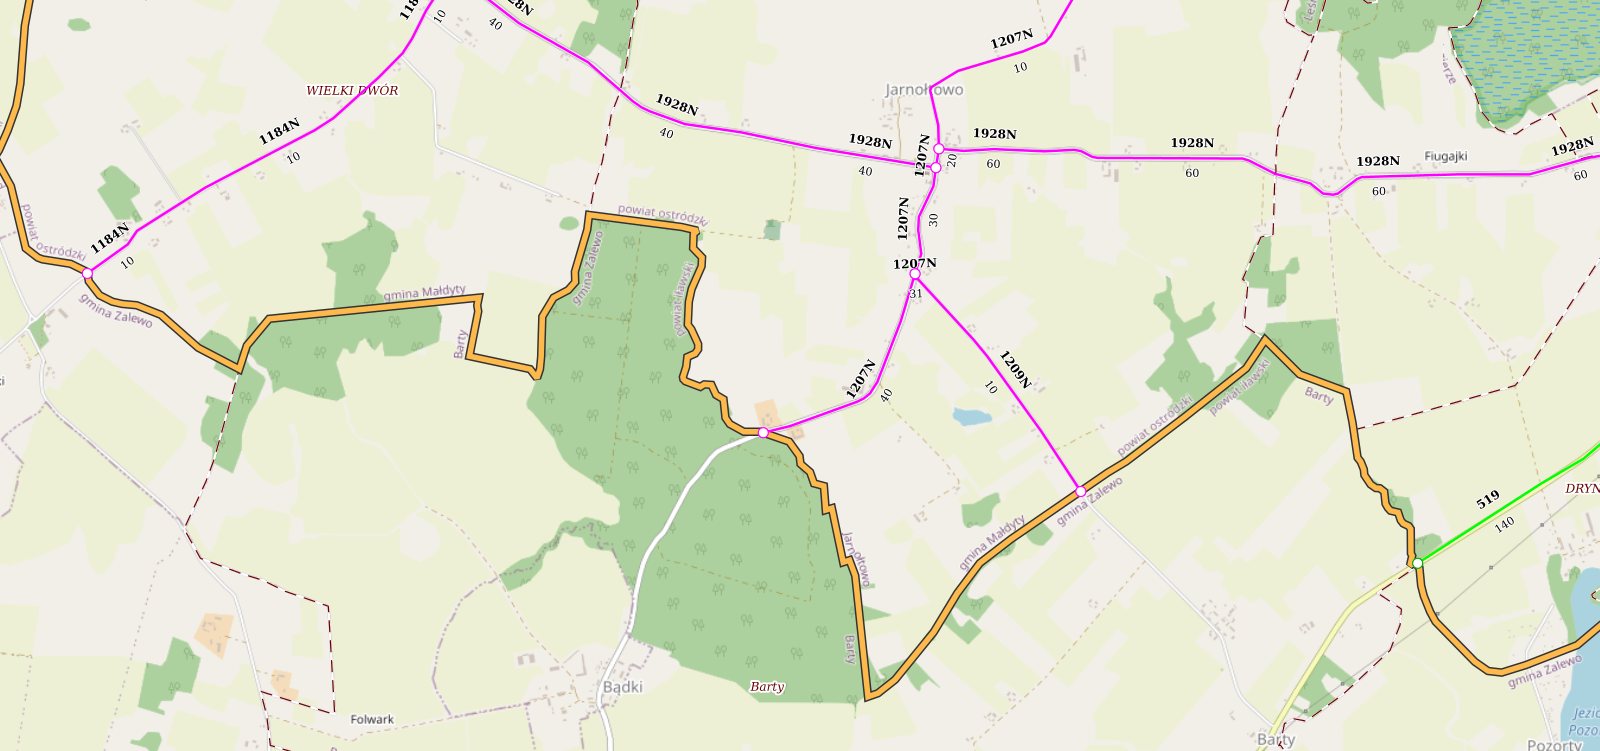 28N
40
10
1207N
10
WIELKI DWÓR
Jarnołtowo
1928N
40
1184N
10
1928N
40
1207N
20
1928N
60
1928N
60
Fiugajki
1928N
60
1928N
60
powiat ostródzki
1207N
30
powiat ostródzki
1184N
10
gmina Zalewo
powiat iławski
1207N
31
gmina Małdyty
gmina Zalewo
Barty
1207N
40
1209N
10
powiat iławski
Barty
powiat ostródzki
519
140
gmina Zalewo
gmina Małdyty
Jarnołtowo
Barty
Barty
Bądki
Folwark
gmina Zalewo
Barty
Pozorty